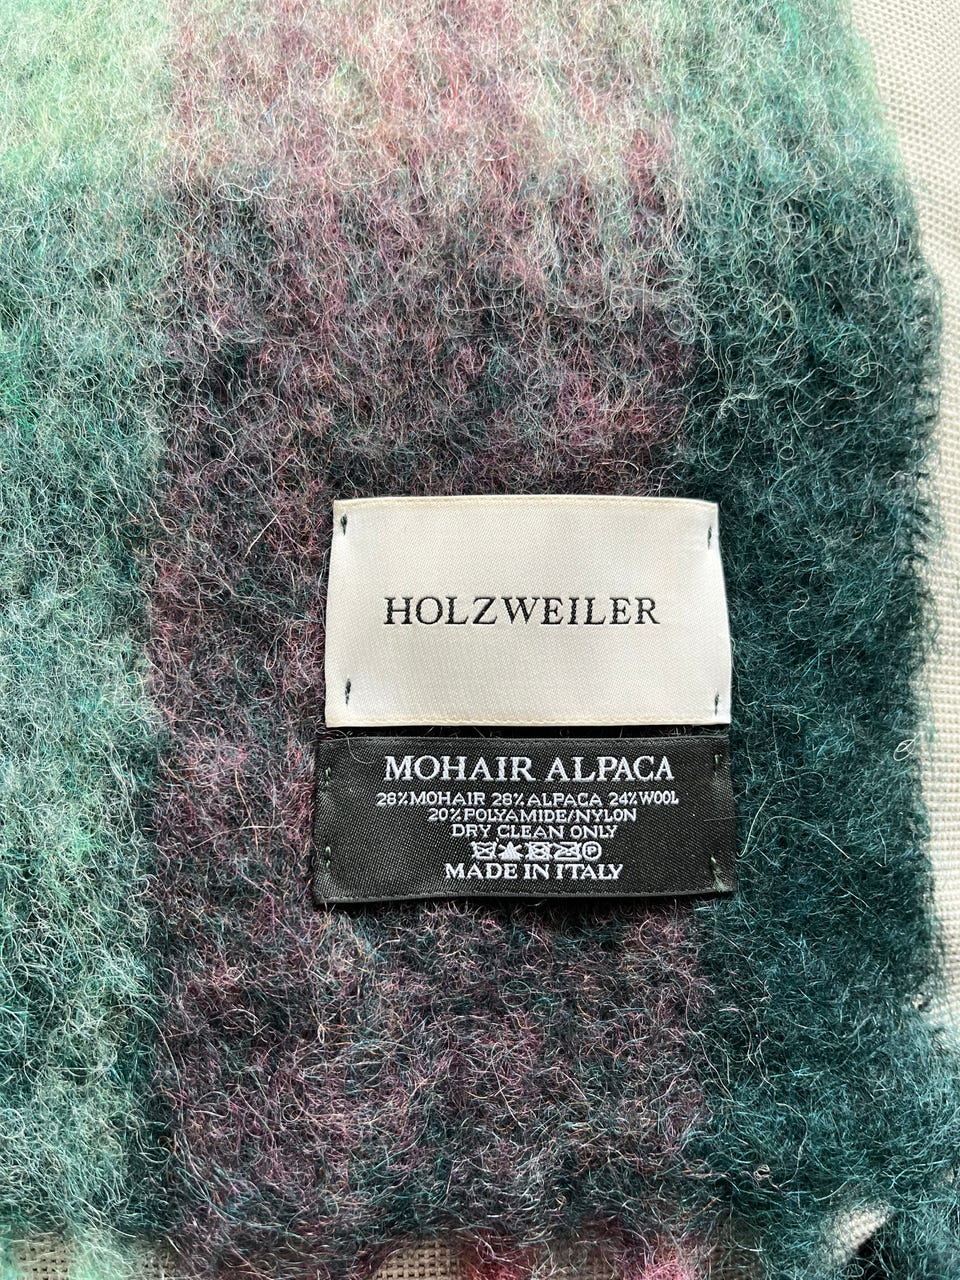 HOLZWEILER
MOHAIR ALPACA
28%MOHAIR 28%ALPACA 24%WOOL
20%POLYAMIDE/NYLON
DRY CLEAN ONLY
Ⓟ
MADE IN ITALY